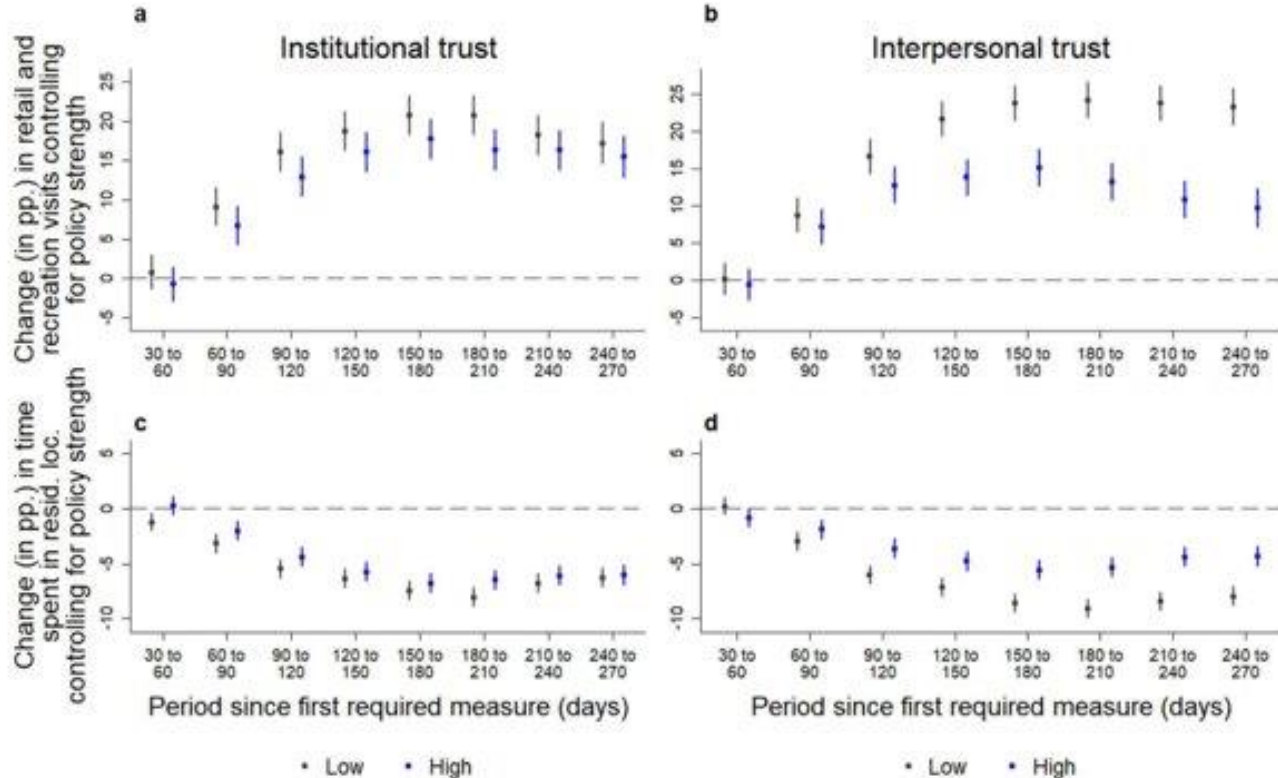 a
Institutional trust
Change (in pp.) in retail and
recreation visits controlling
for policy strength
25
20
15
10
5
0
-5
30 to 60 to 90 to 120 to 150 to 180 to 210 to 240 to
60 90 120 150 180 210 240 270
b
Interpersonal trust
25
20
15
10
5
0
-5
30 to 60 to 90 to 120 to 150 to 180 to 210 to 240 to
60 90 120 150 180 210 240 270
c
Change (in pp.) in time
spent in resid. loc.
controlling for policy strength
5
0
-5
-10
30 to 60 to 90 to 120 to 150 to 180 to 210 to 240 to
60 90 120 150 180 210 240 270
Period since first required measure (days)
Low High
d
5
0
-5
-10
30 to 60 to 90 to 120 to 150 to 180 to 210 to 240 to
60 90 120 150 180 210 240 270
Period since first required measure (days)
Low High